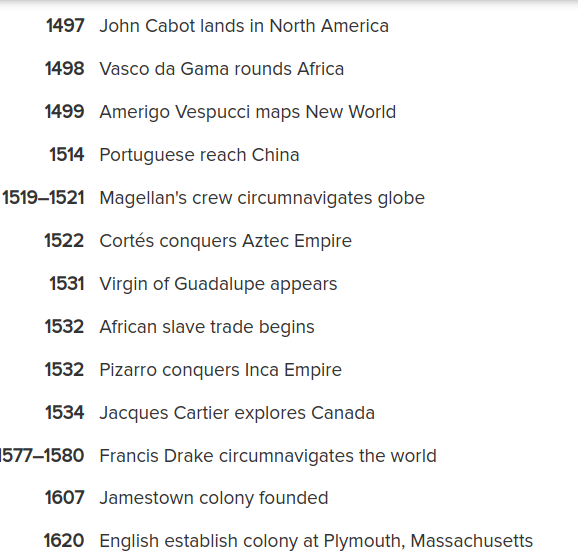 1497 John Cabot lands in North America
1498 Vasco da Gama rounds Africa
1499 Amerigo Vespucci maps New World
1514 Portuguese reach China
1519–1521 Magellan's crew circumnavigates globe
1522 Cortés conquers Aztec Empire
1531 Virgin of Guadalupe appears
1532 African slave trade begins
1532 Pizarro conquers Inca Empire
1534 Jacques Cartier explores Canada
1577–1580 Francis Drake circumnavigates the world
1607 Jamestown colony founded
1620 English establish colony at Plymouth, Massachusetts